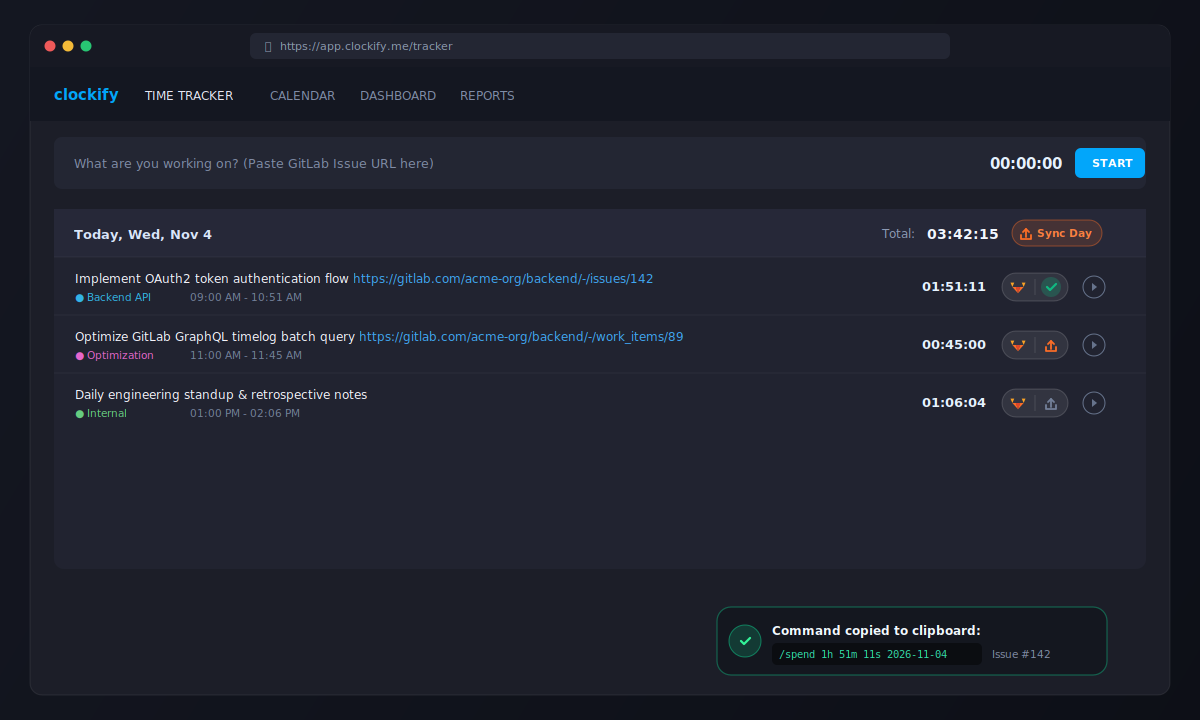 https://app.clockify.me/tracker
clockify TIME TRACKER CALENDAR DASHBOARD REPORTS
What are you working on? (Paste GitLab Issue URL here) 00:00:00 START
Today, Wed, Nov 4 Total: 03:42:15 Sync Day
Implement OAuth2 token authentication flow https://gitlab.com/acme-org/backend/-/issues/142
Backend API 09:00 AM - 10:51 AM 01:51:11
Optimize GitLab GraphQL timelog batch query https://gitlab.com/acme-org/backend/-/work_items/89
Optimization 11:00 AM - 11:45 AM 00:45:00
Daily engineering standup & retrospective notes
Internal 01:00 PM - 02:06 PM 01:06:04
Command copied to clipboard:
/spend 1h 51m 11s 2026-11-04 Issue #142